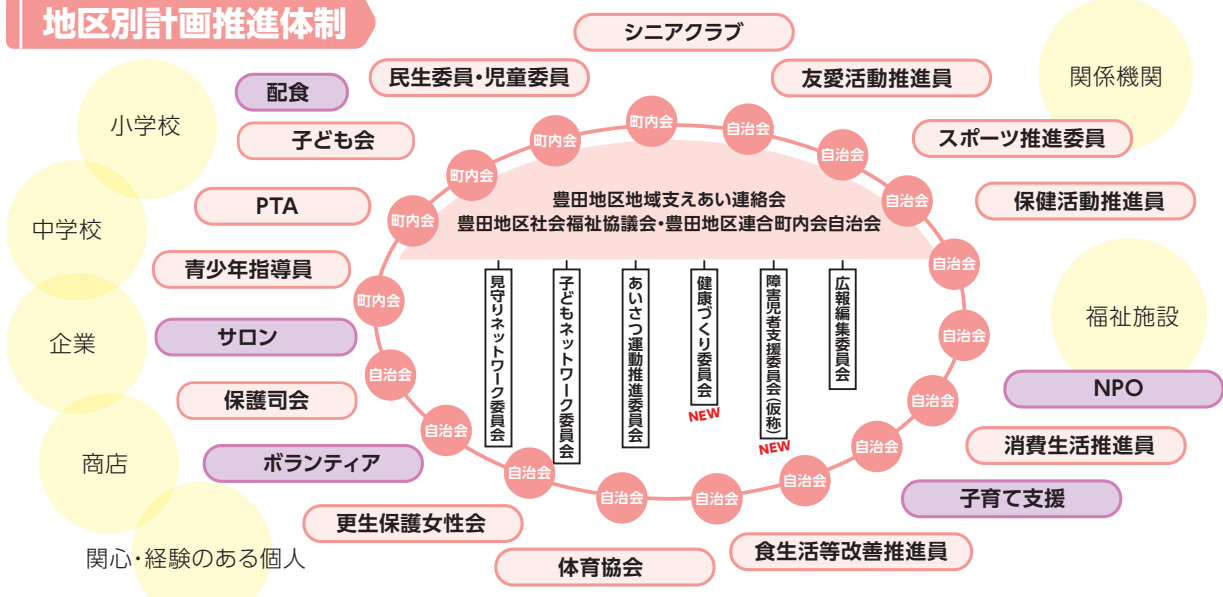 地区別計画推進体制
シニアクラブ
民生委員・児童委員
友愛活動推進員
関係機関
配食
小学校
子ども会
スポーツ推進委員
PTA
保健活動推進員
中学校
青少年指導員
企業
サロン
福祉施設
保護司会
NPO
商店
ボランティア
消費生活推進員
子育て支援
更生保護女性会
関心・経験のある個人
体育協会
食生活等改善推進員
町内会
町内会
町内会
町内会
町内会
自治会
自治会
自治会
自治会
自治会
自治会
自治会
自治会
自治会
自治会
自治会
自治会
自治会
豊田地区地域支えあい連絡会
豊田地区社会福祉協議会・豊田地区連合町内会自治会
見守りネットワーク委員会
子どもネットワーク委員会
あいさつ運動推進委員会
健康づくり委員会
NEW
障害児者支援委員会(仮称)
NEW
広報編集委員会